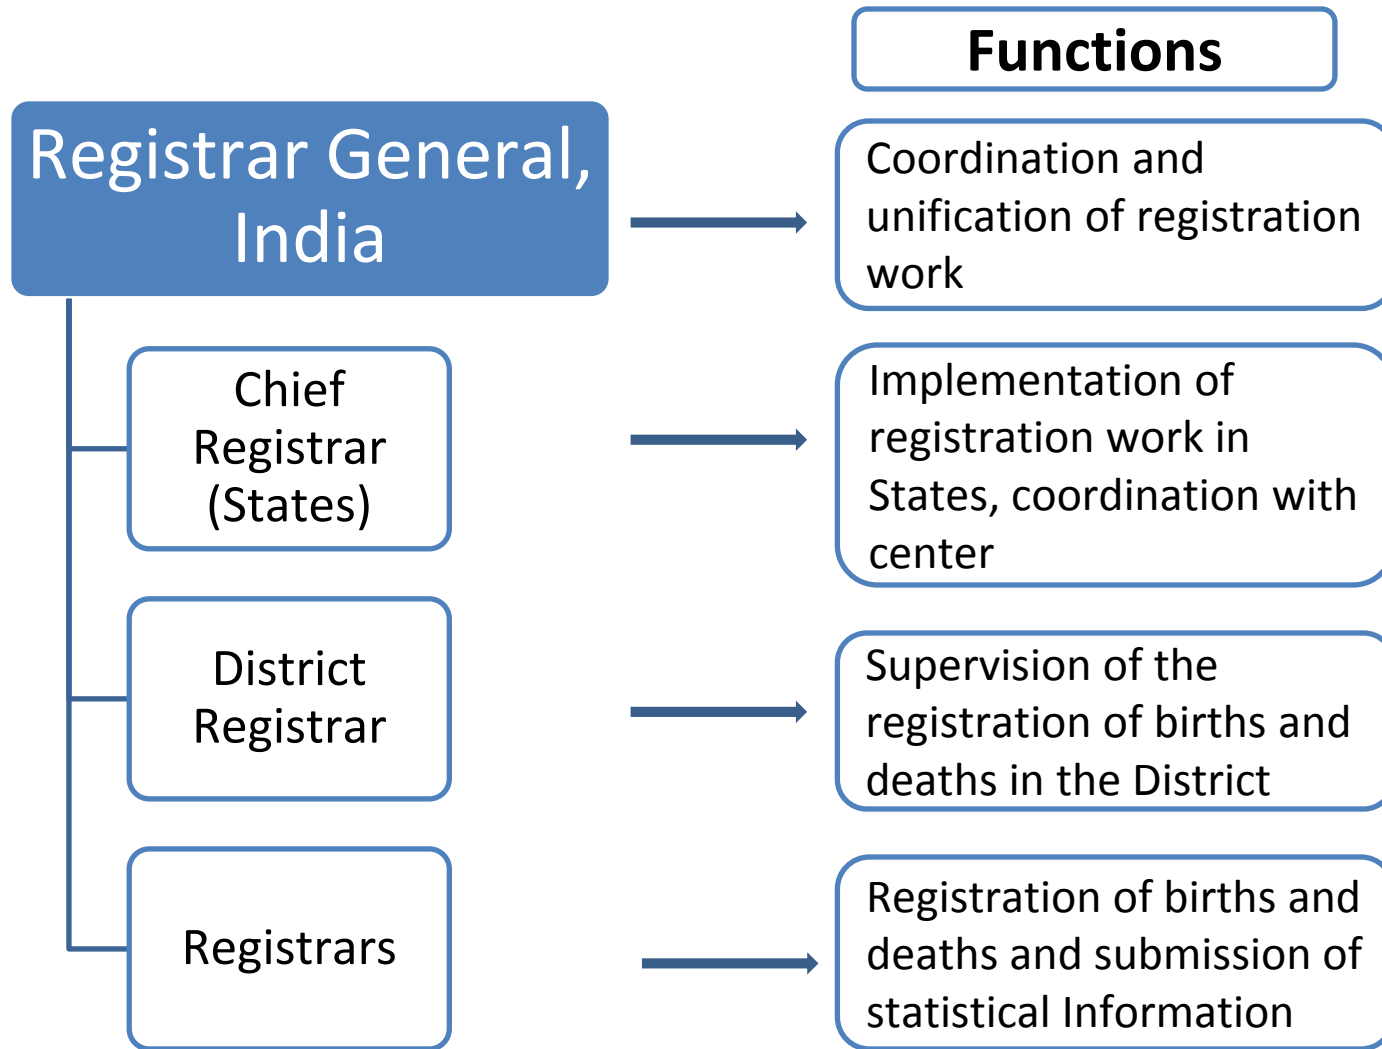 Functions
Registrar General,
India
Coordination and
unification of registration
work
Chief
Registrar
(States)
Implementation of
registration work in
States, coordination with
center
District
Registrar
Supervision of the
registration of births and
deaths in the District
Registrars
Registration of births and
deaths and submission of
statistical Information